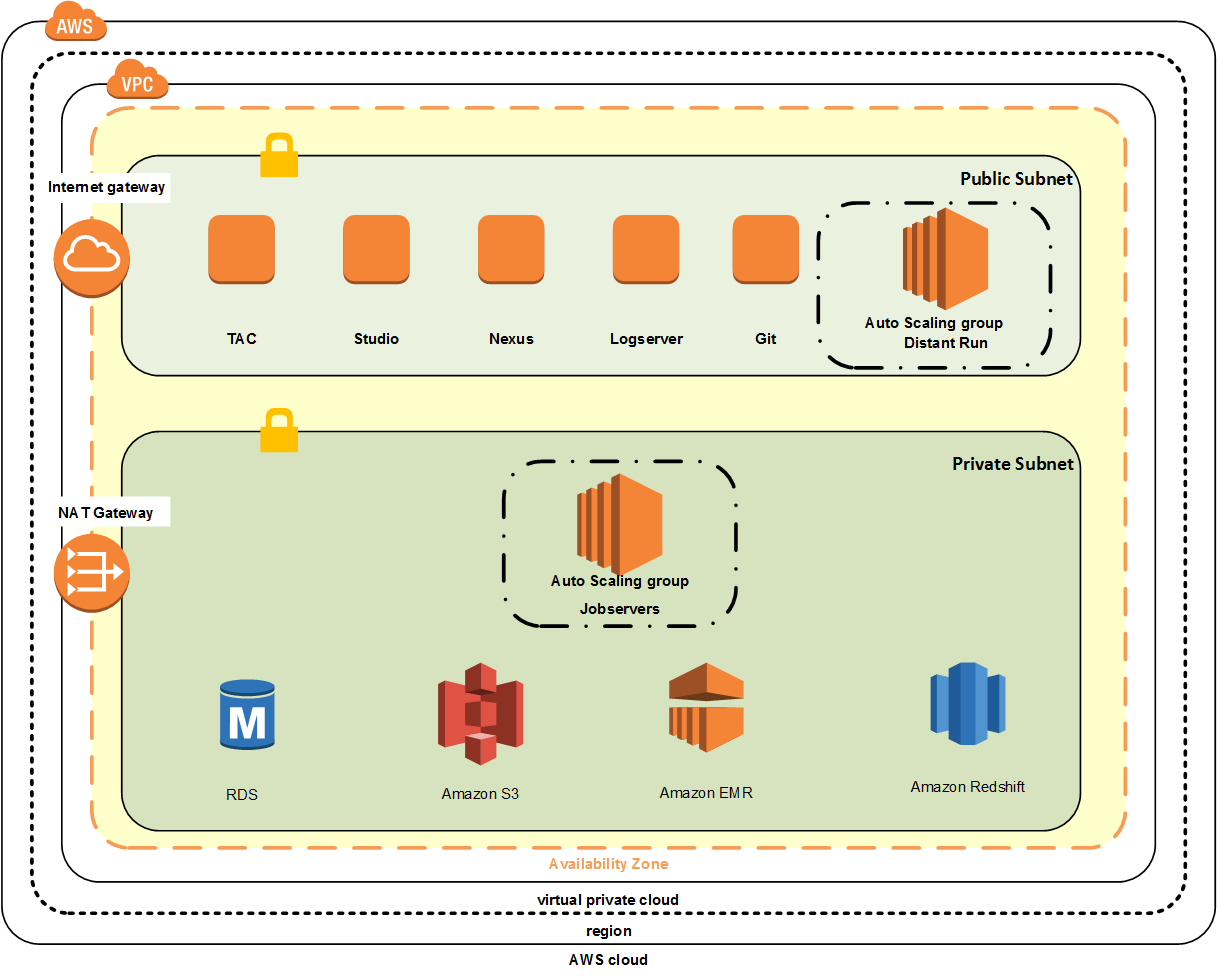 AWS
VPC
Internet gateway
Public Subnet
TAC
Studio
Nexus
Logserver
Git
Auto Scaling group
Distant Run
Private Subnet
NAT Gateway
Auto Scaling group
Jobservers
M
RDS
Amazon S3
Amazon EMR
Amazon Redshift
Availability Zone
virtual private cloud
region
AWS cloud